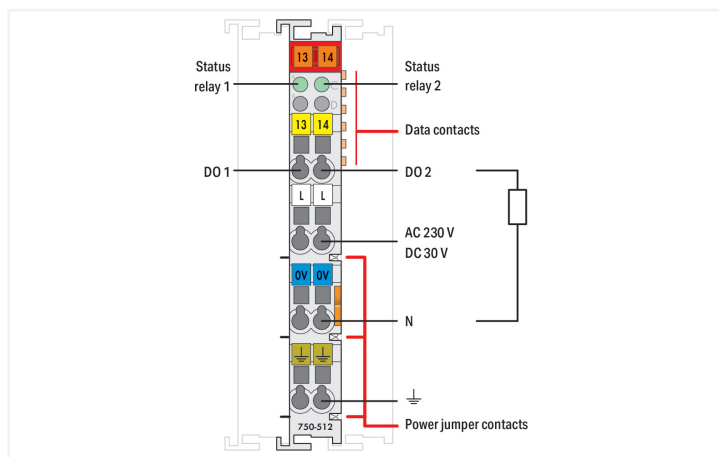 13 14
Status
relay 1
Status
relay 2
C
D
13 14
Data contacts
DO 1
DO 2
L L
AC 230 V
DC 30 V
0V 0V
N
750-512
Power jumper contacts